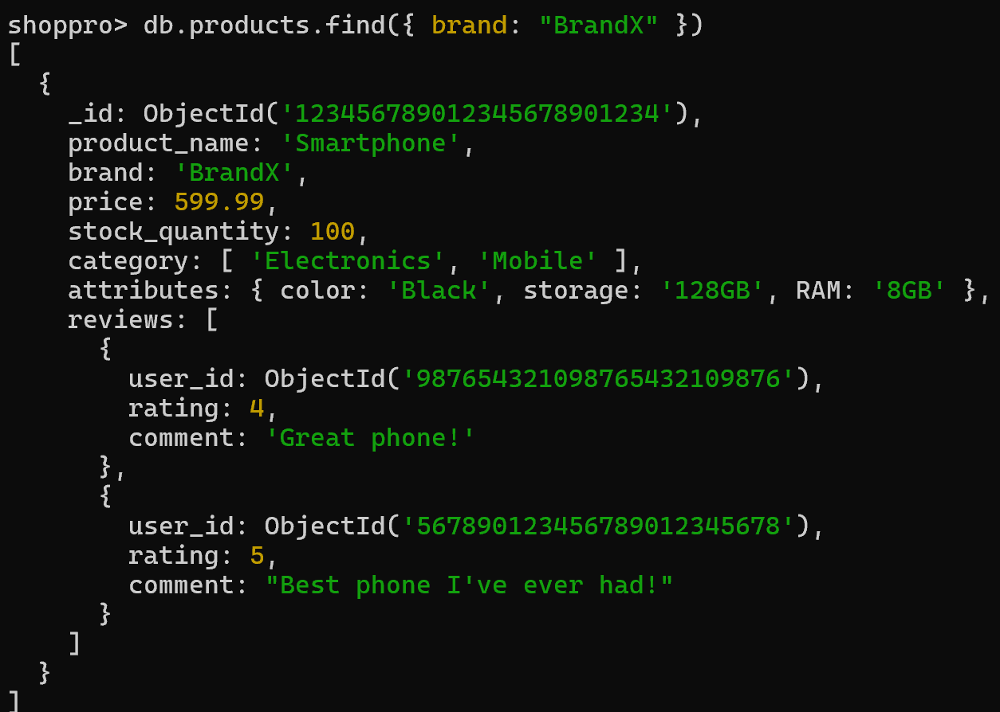 shoppro> db.products.find({ brand: "BrandX" })
[
  {
    _id: ObjectId('123456789012345678901234'),
    product_name: 'Smartphone',
    brand: 'BrandX',
    price: 599.99,
    stock_quantity: 100,
    category: [ 'Electronics', 'Mobile' ],
    attributes: { color: 'Black', storage: '128GB', RAM: '8GB' },
    reviews: [
      {
        user_id: ObjectId('987654321098765432109876'),
        rating: 4,
        comment: 'Great phone!'
      },
      {
        user_id: ObjectId('567890123456789012345678'),
        rating: 5,
        comment: "Best phone I've ever had!"
      }
    ]
  }
]